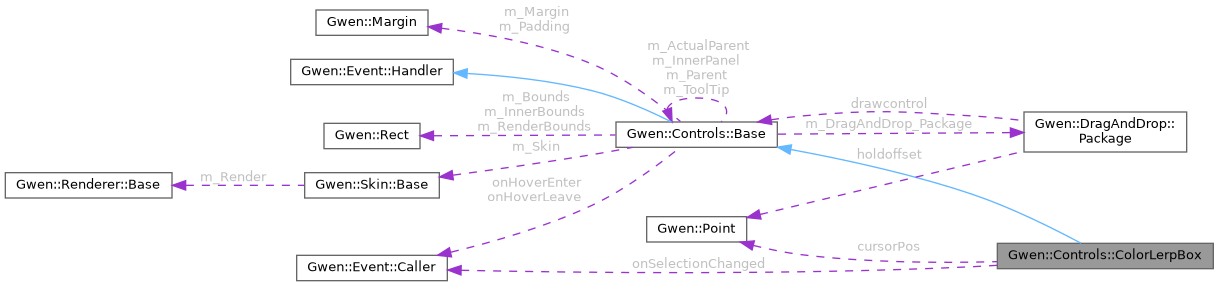 m_Margin
m_Padding
Gwen::Margin
m_ActualParent
m_InnerPanel
m_Parent
m_ToolTip
Gwen::Event::Handler
m_Bounds
m_InnerBounds
m_RenderBounds
drawcontrol
Gwen::Rect
Gwen::Controls::Base
m_DragAndDrop_Package
Gwen::DragAndDrop::
Package
m_Skin
holdoffset
Gwen::Renderer::Base
m_Render
Gwen::Skin::Base
onHoverEnter
onHoverLeave
Gwen::Point
cursorPos
Gwen::Controls::ColorLerpBox
Gwen::Event::Caller
onSelectionChanged